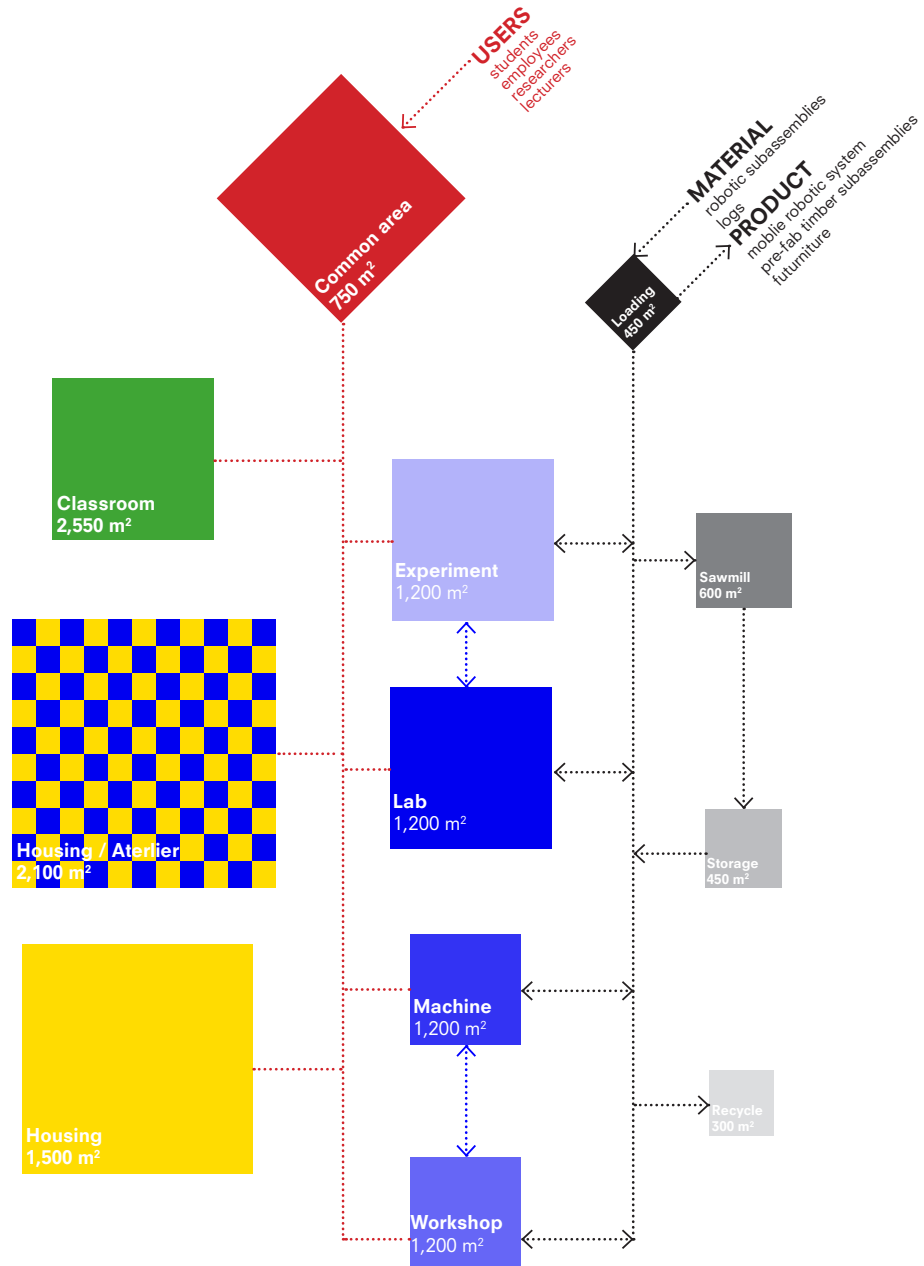 USERS
students
employees
researchers
lecturers
MATERIAL
robotic subassemblies
logs
PRODUCT
moblie robotic system
pre-fab timber subassemblies
futurniture
Common area
750 m²
Loading
450 m²
Classroom
2,550 m²
Experiment
1,200 m²
Sawmill
600 m²
Housing / Aterlier
2,100 m²
Lab
1,200 m²
Storage
450 m²
Machine
1,200 m²
Housing
1,500 m²
Recycle
300 m²
Workshop
1,200 m²